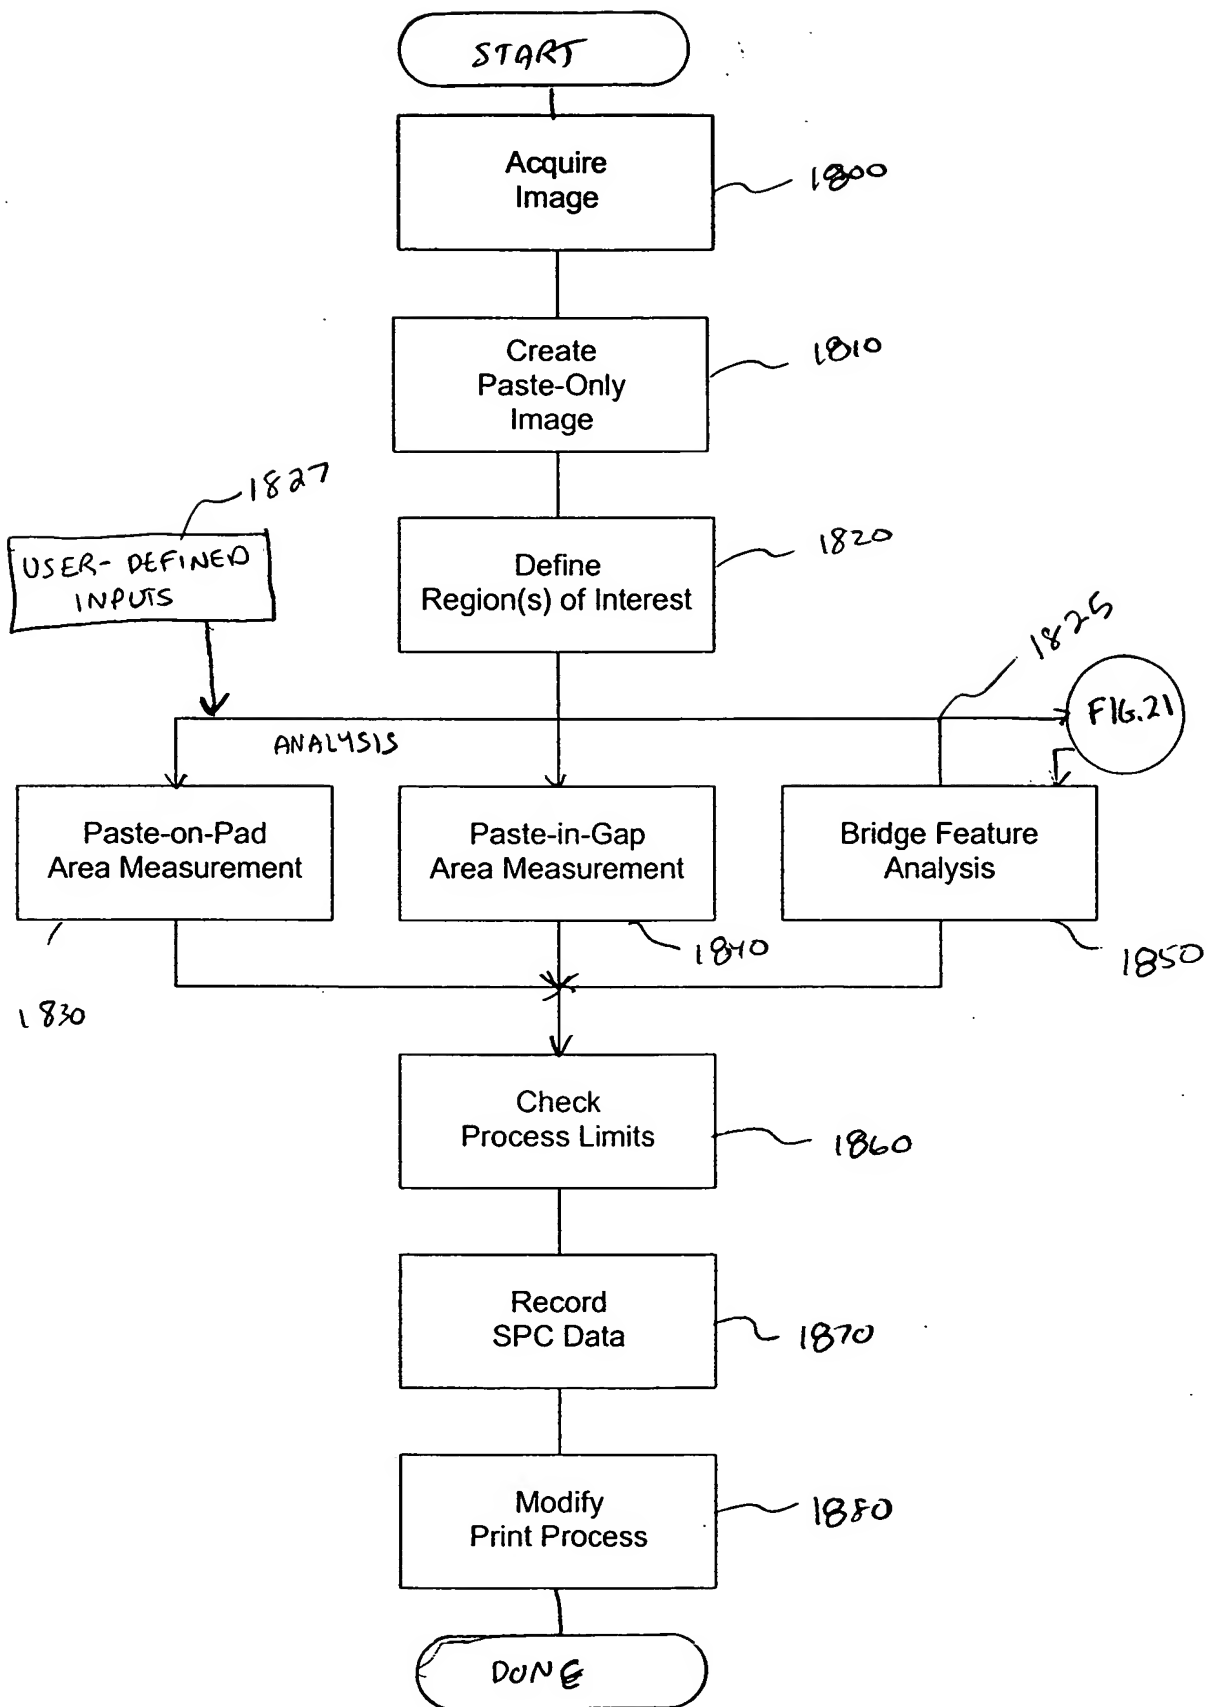 START
Acquire
Image
1800
Create
Paste-Only
Image
1810
1827
USER-DEFINED
INPUTS
Define
Region(s) of Interest
1820
1825
FIG.21
ANALYSIS
Paste-on-Pad
Area Measurement
1830
Paste-in-Gap
Area Measurement
1840
Bridge Feature
Analysis
1850
Check
Process Limits
1860
Record
SPC Data
1870
Modify
Print Process
1880
DONE